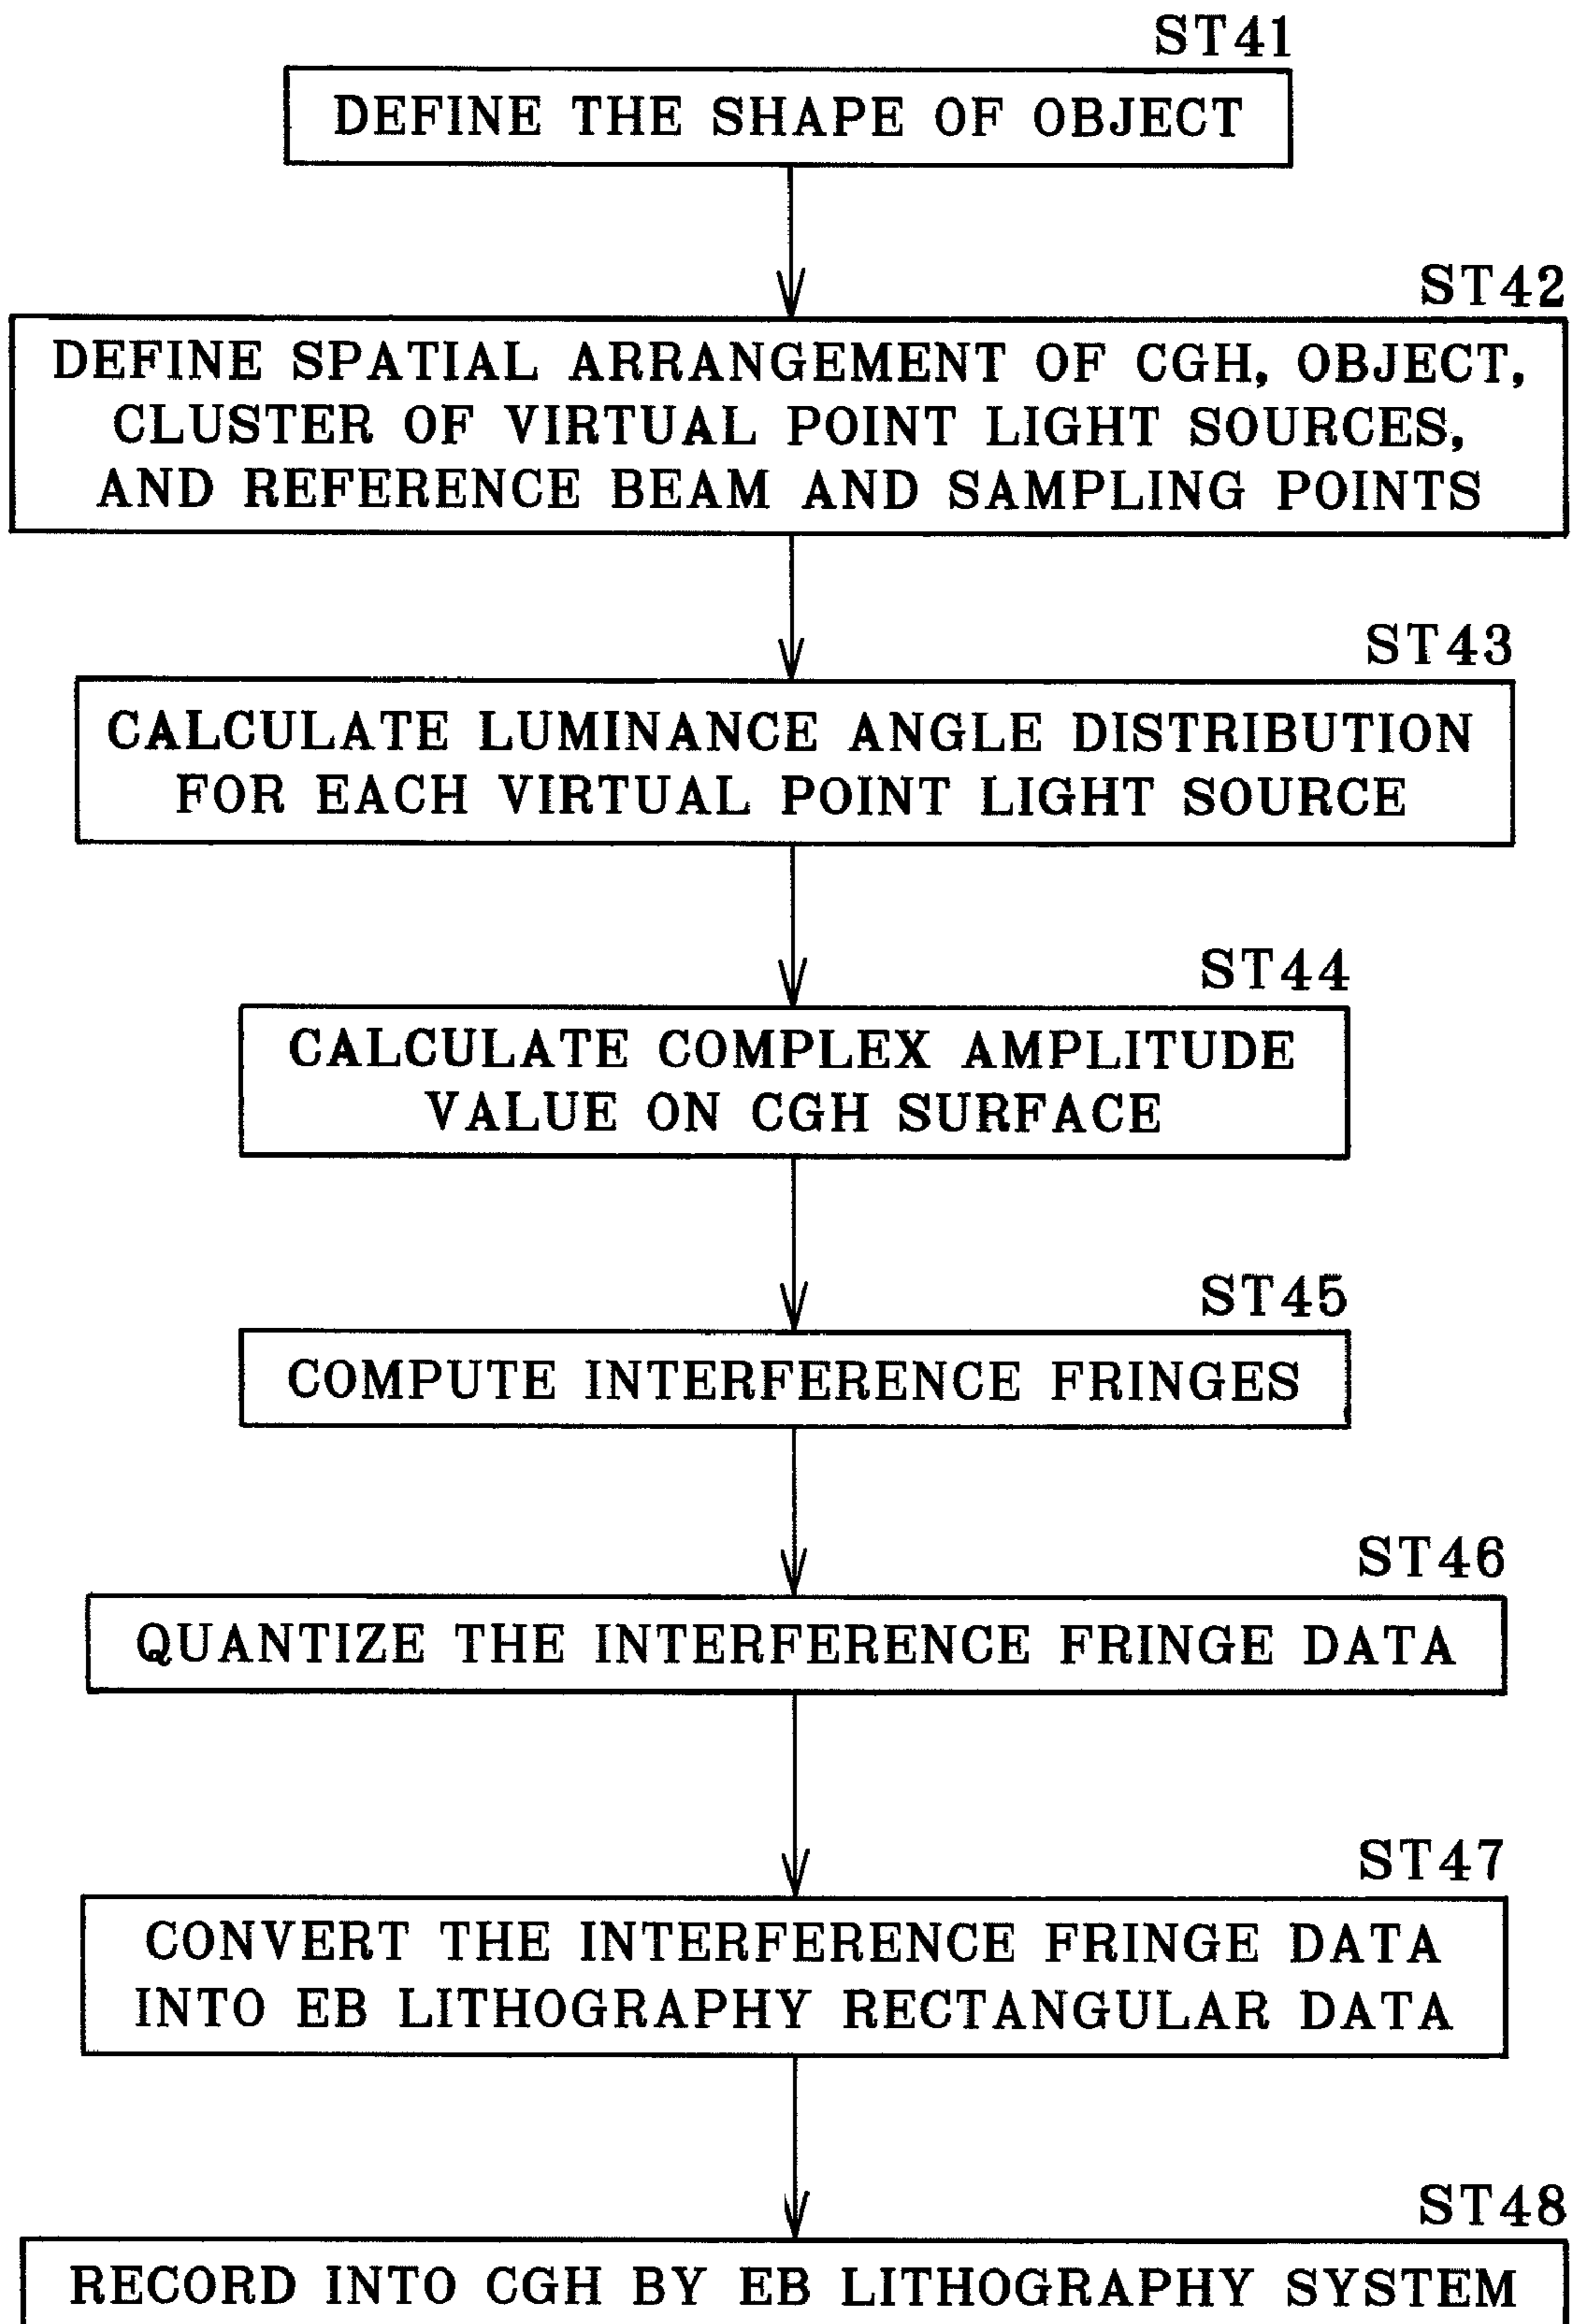 ST41
DEFINE THE SHAPE OF OBJECT
ST42
DEFINE SPATIAL ARRANGEMENT OF CGH, OBJECT,
CLUSTER OF VIRTUAL POINT LIGHT SOURCES,
AND REFERENCE BEAM AND SAMPLING POINTS
ST43
CALCULATE LUMINANCE ANGLE DISTRIBUTION
FOR EACH VIRTUAL POINT LIGHT SOURCE
ST44
CALCULATE COMPLEX AMPLITUDE
VALUE ON CGH SURFACE
ST45
COMPUTE INTERFERENCE FRINGES
ST46
QUANTIZE THE INTERFERENCE FRINGE DATA
ST47
CONVERT THE INTERFERENCE FRINGE DATA
INTO EB LITHOGRAPHY RECTANGULAR DATA
ST48
RECORD INTO CGH BY EB LITHOGRAPHY SYSTEM